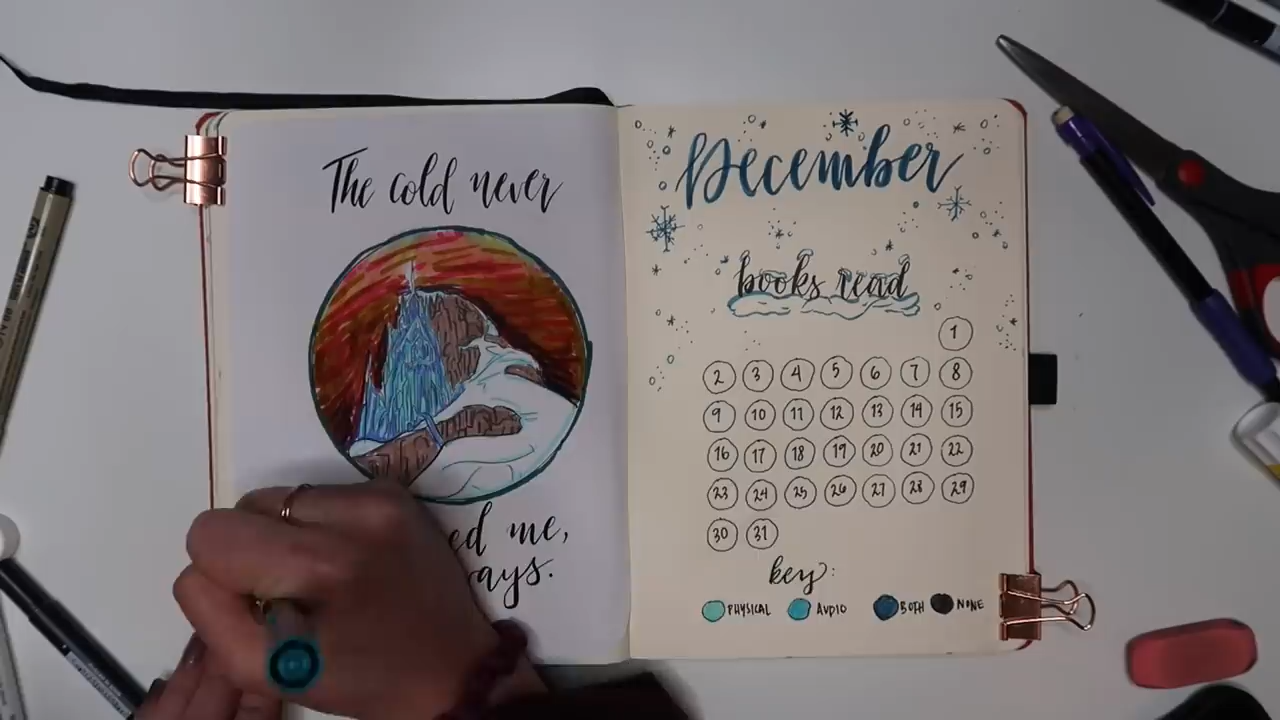 The cold never
ed me,
ays.
December
books read
1
2 3 4 5 6 7 8
9 10 11 12 13 14 15
16 17 18 19 20 21 22
23 24 25 26 27 28 29
30 31
key:
PHYSICAL AUDIO BOTH NONE